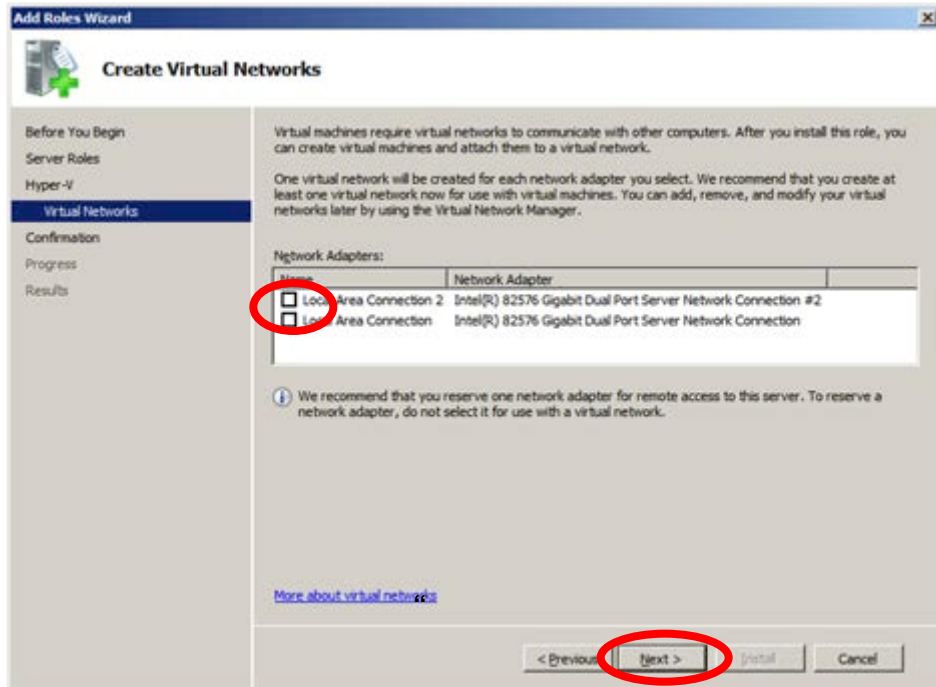 Add Roles Wizard
Create Virtual Networks
Before You Begin
Server Roles
Hyper-V
Virtual Networks
Confirmation
Progress
Results
Virtual machines require virtual networks to communicate with other computers. After you install this role, you
can create virtual machines and attach them to a virtual network.
One virtual network will be created for each network adapter you select. We recommend that you create at
least one virtual network now for use with virtual machines. You can add, remove, and modify your virtual
networks later by using the Virtual Network Manager.
Network Adapters:
Name Network Adapter
Local Area Connection 2 Intel(R) 82576 Gigabit Dual Port Server Network Connection #2
Local Area Connection Intel(R) 82576 Gigabit Dual Port Server Network Connection
We recommend that you reserve one network adapter for remote access to this server. To reserve a
network adapter, do not select it for use with a virtual network.
More about virtual networks
< Previous Next > Install Cancel